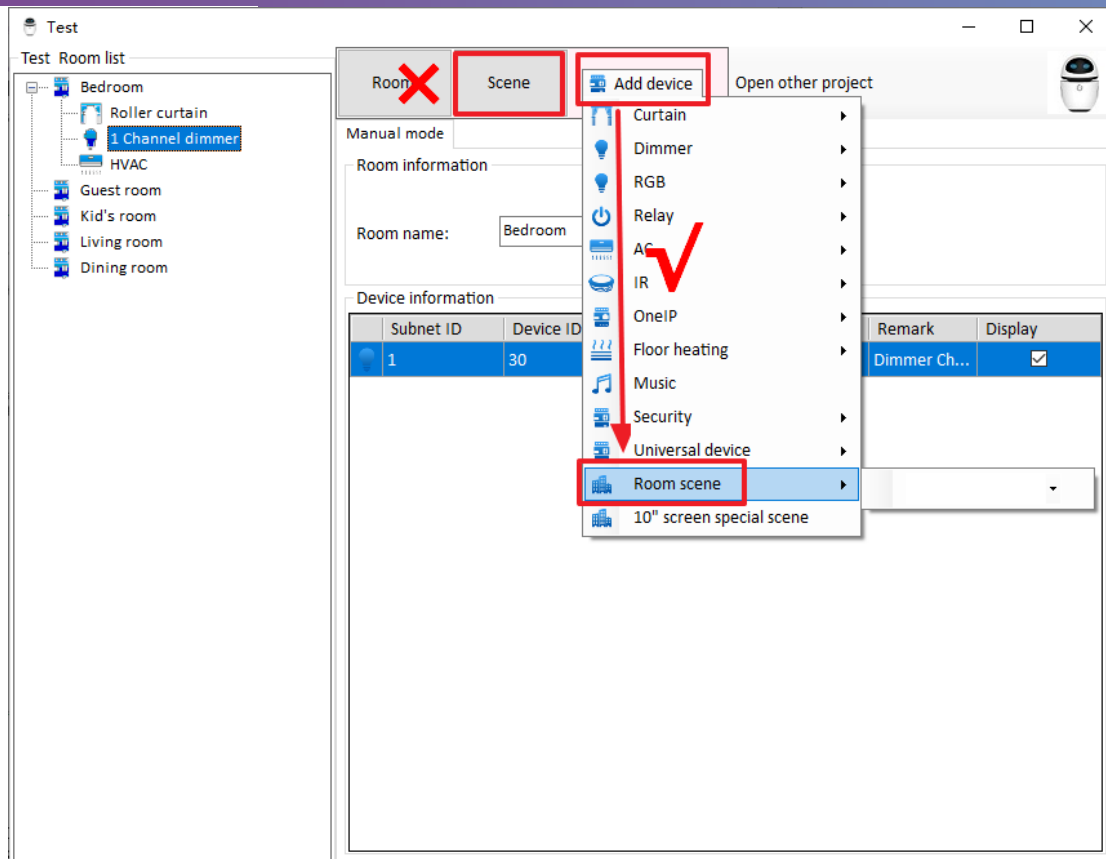 Test
Test Room list
Bedroom
Roller curtain
1 Channel dimmer
HVAC
Guest room
Kid's room
Living room
Dining room
Room
Scene
Add device
Open other project
Manual mode
Room information
Room name:
Bedroom
Device information
Subnet ID
Device ID
Remark
Display
1
30
Dimmer Ch...
Curtain
Dimmer
RGB
Relay
AC
IR
OneIP
Floor heating
Music
Security
Universal device
Room scene
10" screen special scene